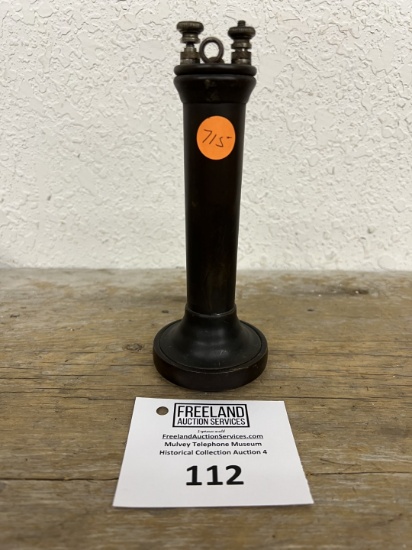 715
FREELAND
AUCTION SERVICES
FreelandAuctionServices.com
Mulvey Telephone Museum
Historical Collection Auction 4
112